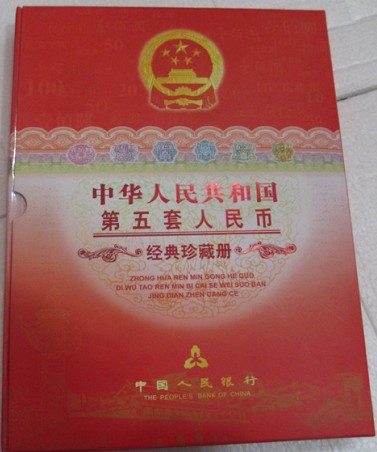 中华人民共和国
第五套人民币
经典珍藏册
ZHONG HUA REN MIN GONG HE GUO
DI WU TAO REN MIN BI CAI SE WEI SUO BAN
JING DIAN ZHEN CANG CE
中国人民银行
THE PEOPLE'S BANK OF CHINA